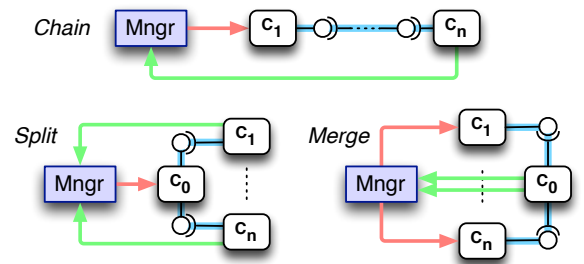 Chain Mngr C1 Cn
Split C1
Mngr C0
Cn
Merge C1
Mngr C0
Cn